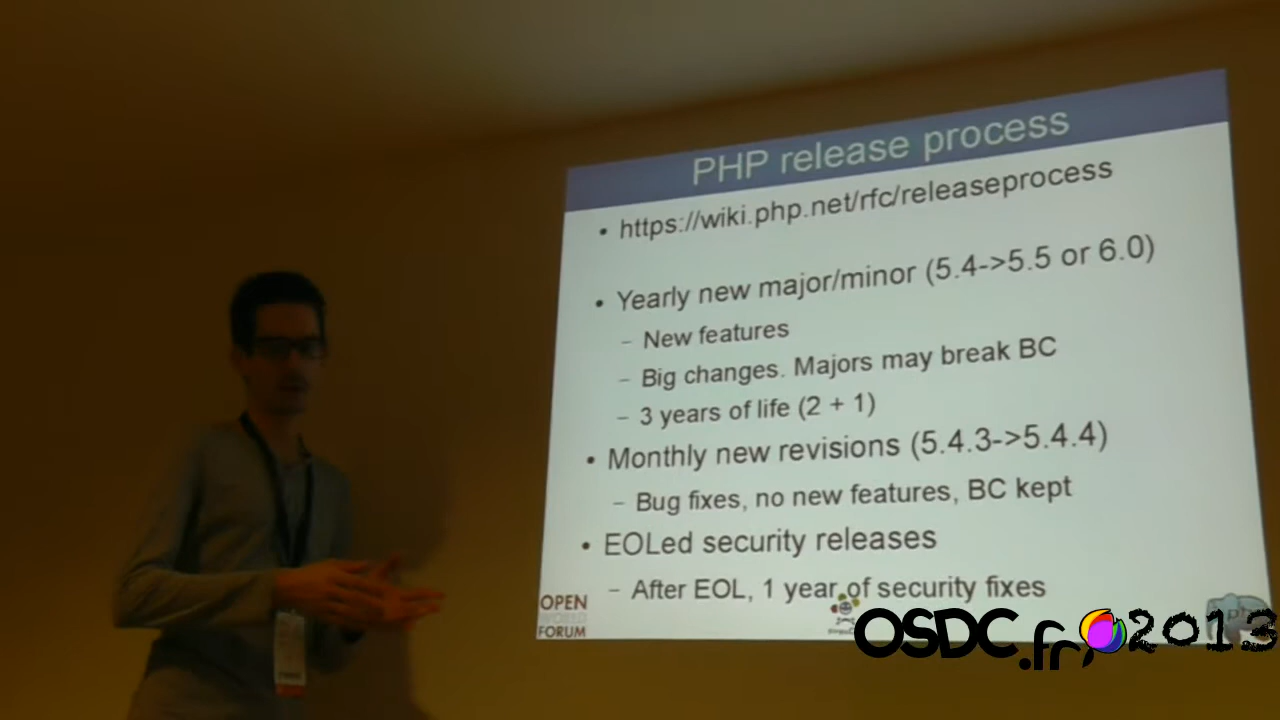 PHP release process
• https://wiki.php.net/rfc/releaseprocess
• Yearly new major/minor (5.4->5.5 or 6.0)
– New features
– Big changes. Majors may break BC
– 3 years of life (2 + 1)
• Monthly new revisions (5.4.3->5.4.4)
– Bug fixes, no new features, BC kept
• EOLed security releases
– After EOL, 1 year of security fixes
OPEN
WORLD
FORUM
OSDC.fr 2013